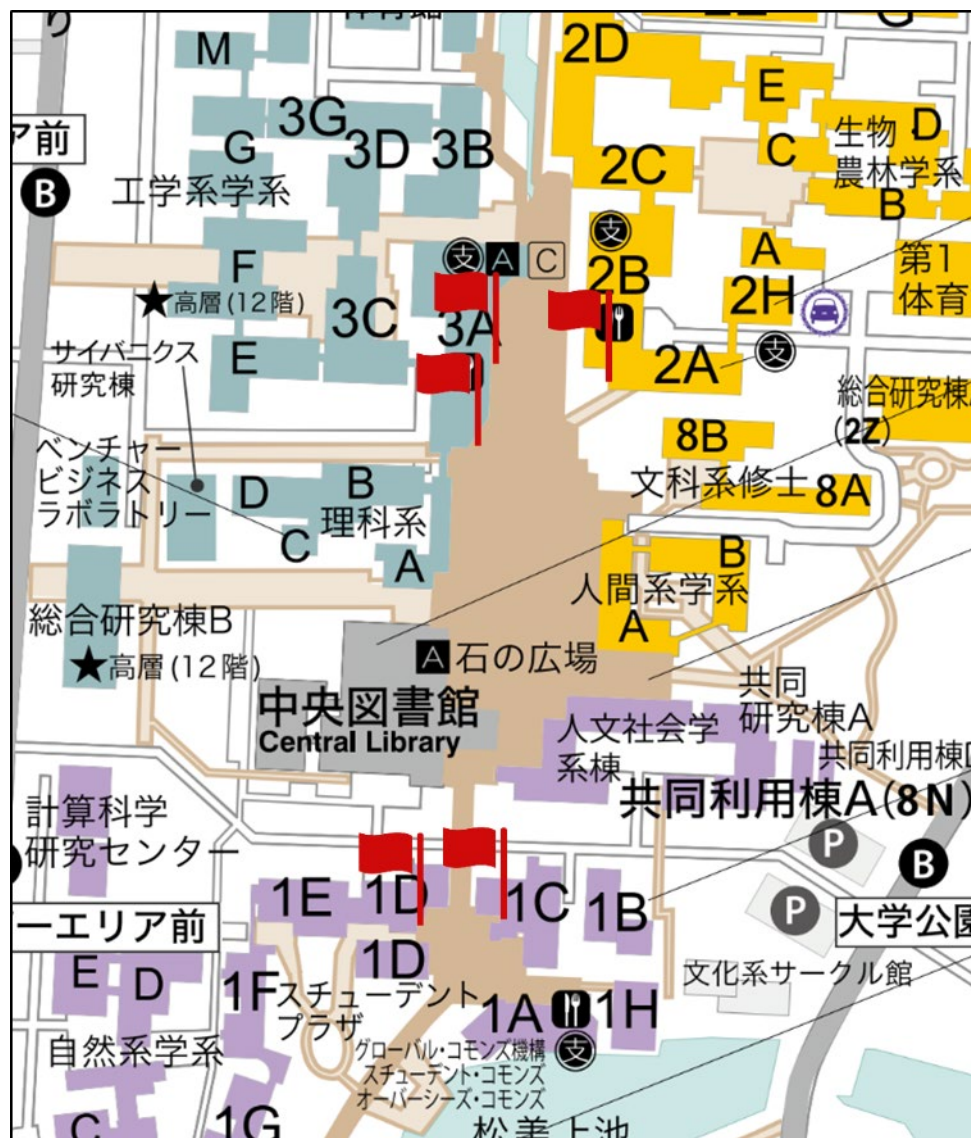 り
体育館
2D
G
M
3G
3D
3B
E
生物
D
農林学系
ア前
B
G
工学系学系
2C
C
B
支
A
C
支
2B
A
第1
体育
F
★高層(12階)
3C
3A
2H
サイバニクス
研究棟
E
2A
支
総合研究棟
(2Z)
ベンチャー
ビジネス
ラボラトリー
8B
文科系修士
8A
D
B
理科系
C
A
人間系学系
B
A
総合研究棟B
★高層(12階)
A 石の広場
中央図書館
Central Library
共同
研究棟A
人文社会学
系棟
共同利用棟
共同利用棟A(8N)
計算科学
研究センター
P
B
1E
1D
1C
1B
P
ーエリア前
大学公園
E
D
1F
1D
スチューデント
プラザ
文化系サークル館
1A
1H
自然系学系
グローバル・コモンズ機構
スチューデント・コモンズ
オーバーシーズ・コモンズ
支
C
1G
松美上池